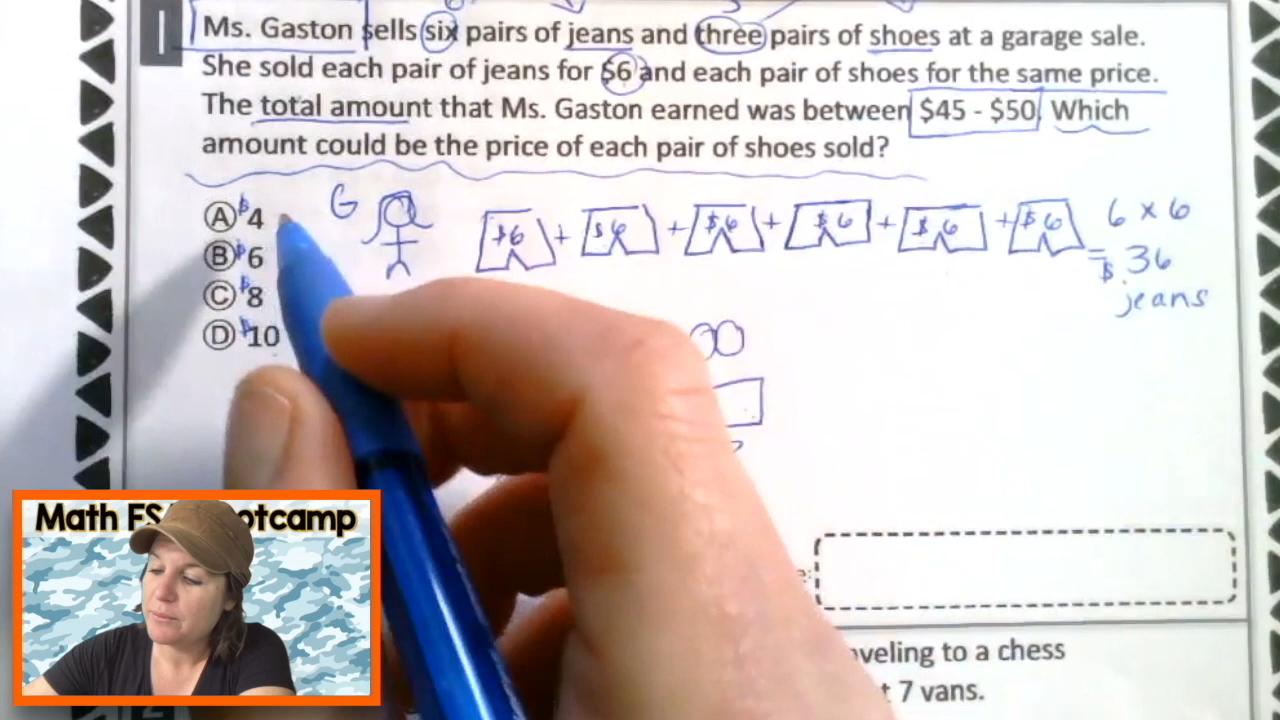 1 Ms. Gaston sells six pairs of jeans and three pairs of shoes at a garage sale.
She sold each pair of jeans for $6 and each pair of shoes for the same price.
The total amount that Ms. Gaston earned was between $45 - $50. Which
amount could be the price of each pair of shoes sold?
A $4
B $6
C $8
D $10
G
$6 + $6 + $6 + $6 + $6 + $6
6 x 6
= $36
jeans
Math FS otcamp
veling to a chess
7 vans.
2